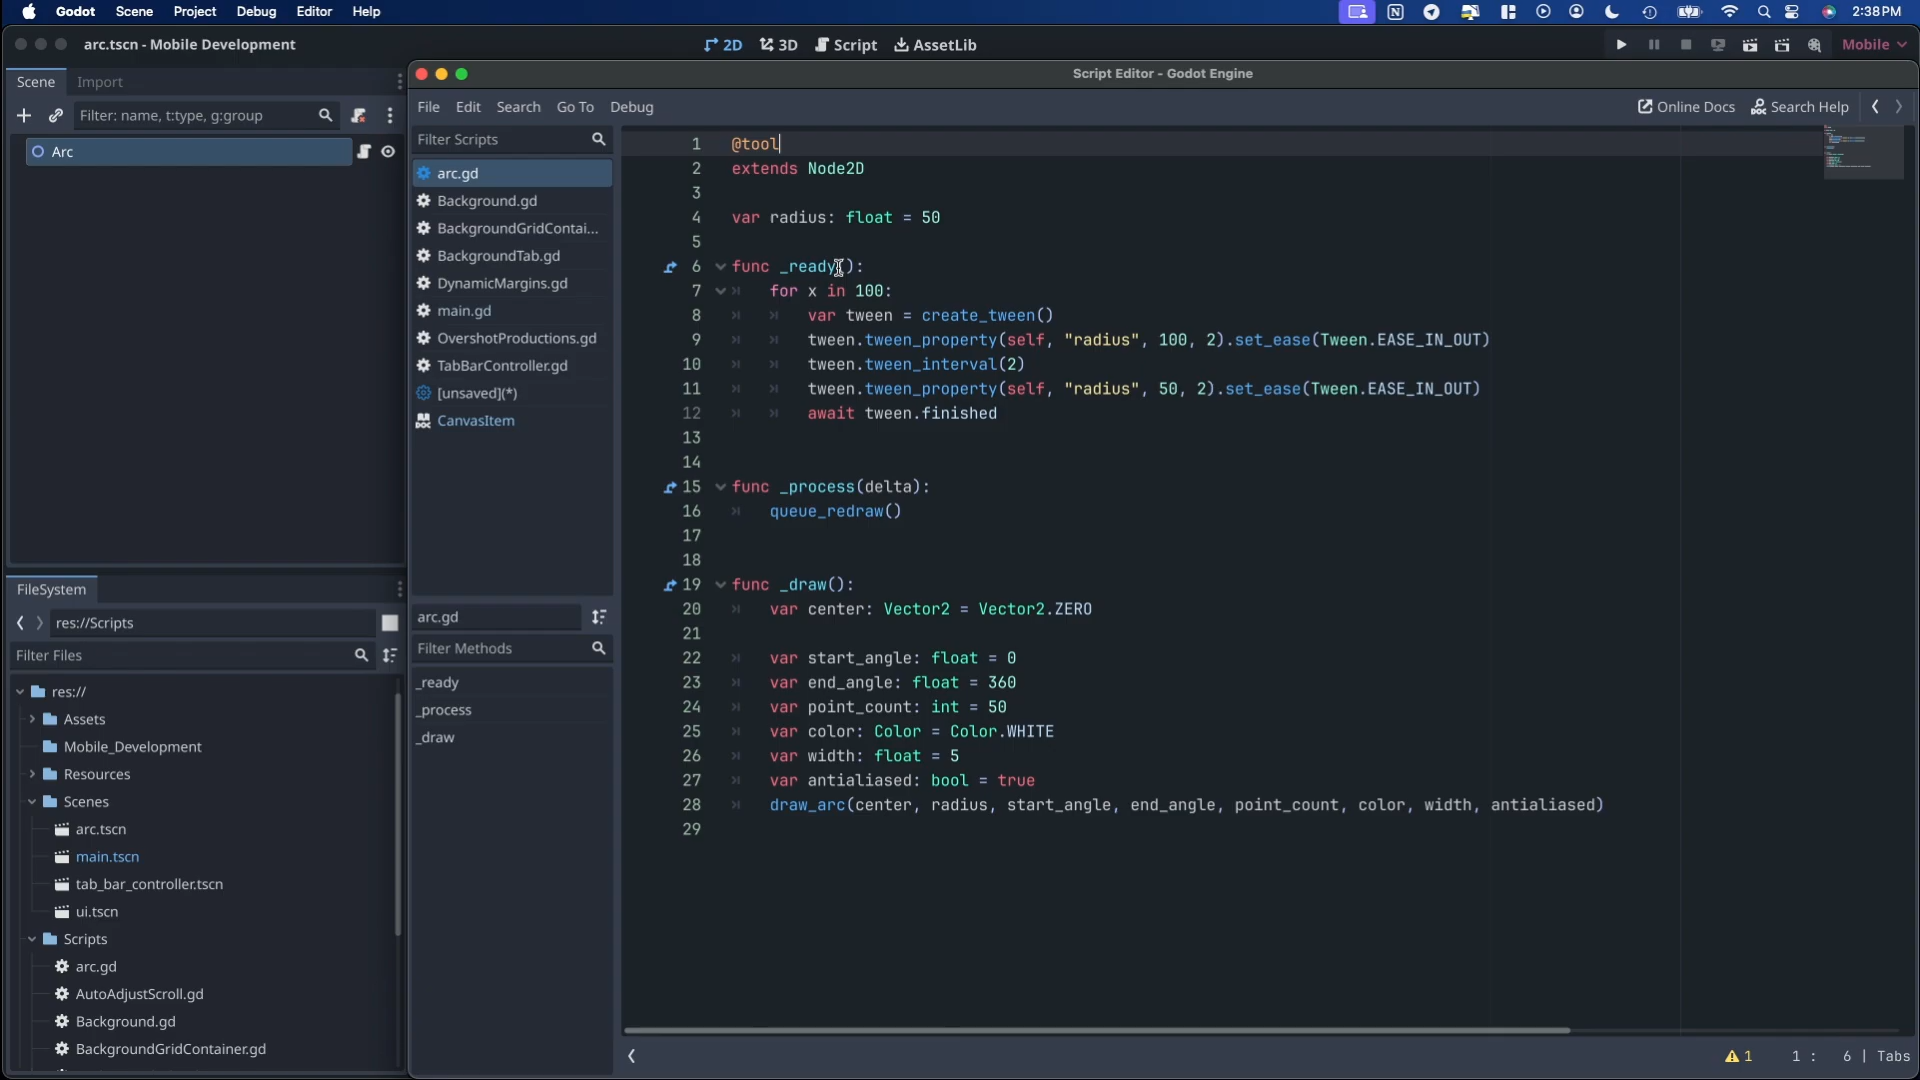 Godot Scene Project Debug Editor Help
2:38 PM
arc.tscn - Mobile Development
2D 3D Script AssetLib
Mobile
Scene Import
Filter: name, t:type, g:group
Arc
FileSystem
res://Scripts
Filter Files
res://
Assets
Mobile_Development
Resources
Scenes
arc.tscn
main.tscn
tab_bar_controller.tscn
ui.tscn
Scripts
arc.gd
AutoAdjustScroll.gd
Background.gd
BackgroundGridContainer.gd
Script Editor - Godot Engine
File Edit Search Go To Debug
Online Docs Search Help
Filter Scripts
arc.gd
Background.gd
BackgroundGridContai...
BackgroundTab.gd
DynamicMargins.gd
main.gd
OvershotProductions.gd
TabBarController.gd
[unsaved](*)
CanvasItem
arc.gd
Filter Methods
_ready
_process
_draw
1 @tool
2 extends Node2D
3
4 var radius: float = 50
5
6 func _ready():
7 for x in 100:
8 var tween = create_tween()
9 tween.tween_property(self, "radius", 100, 2).set_ease(Tween.EASE_IN_OUT)
10 tween.tween_interval(2)
11 tween.tween_property(self, "radius", 50, 2).set_ease(Tween.EASE_IN_OUT)
12 await tween.finished
13
14
15 func _process(delta):
16 queue_redraw()
17
18
19 func _draw():
20 var center: Vector2 = Vector2.ZERO
21
22 var start_angle: float = 0
23 var end_angle: float = 360
24 var point_count: int = 50
25 var color: Color = Color.WHITE
26 var width: float = 5
27 var antialiased: bool = true
28 draw_arc(center, radius, start_angle, end_angle, point_count, color, width, antialiased)
29
1 1 : 6 | Tabs